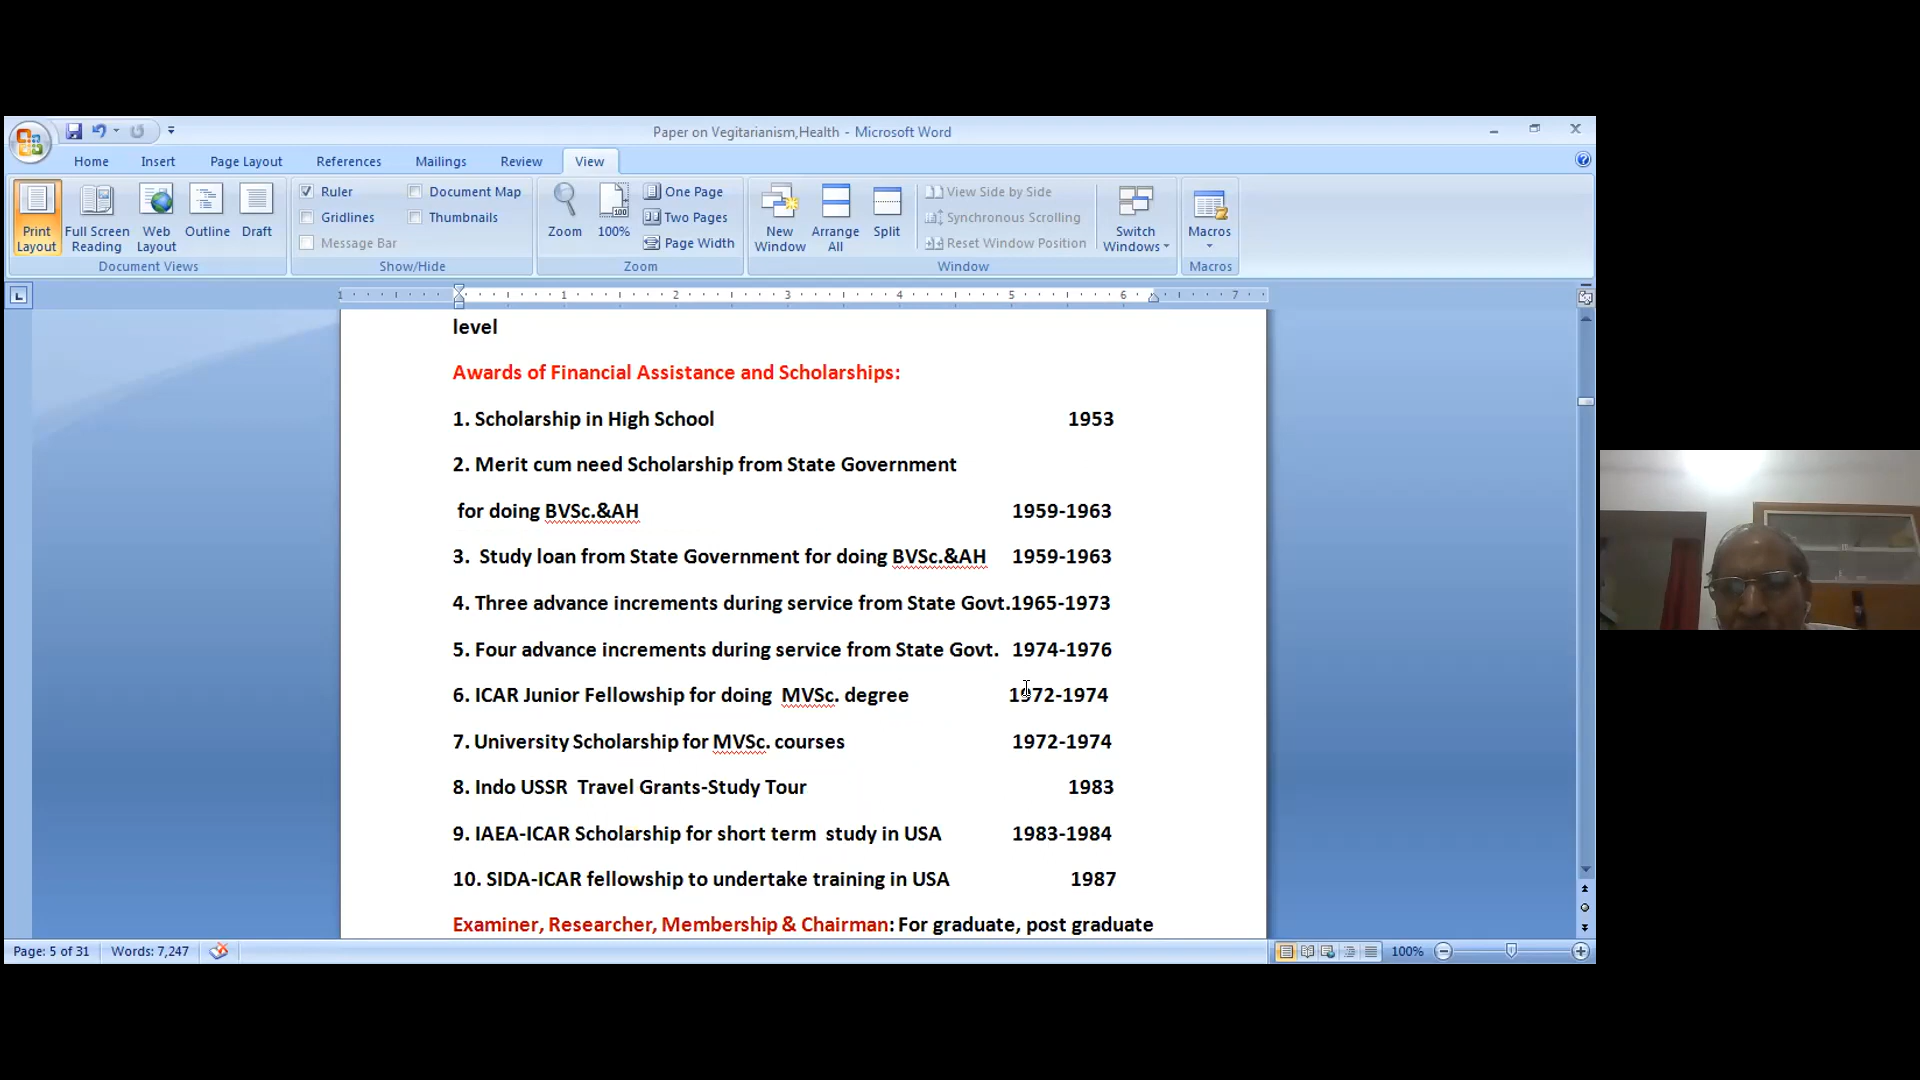 Paper on Vegitarianism,Health - Microsoft Word
Home Insert Page Layout References Mailings Review View
Print Layout
Full Screen Reading
Web Layout
Outline
Draft
Document Views
Ruler
Gridlines
Message Bar
Document Map
Thumbnails
Show/Hide
Zoom
100%
One Page
Two Pages
Page Width
Zoom
New Window
Arrange All
Split
View Side by Side
Synchronous Scrolling
Reset Window Position
Switch Windows
Window
Macros
Macros
1 1 2 3 4 5 6 7
level
Awards of Financial Assistance and Scholarships:
1. Scholarship in High School 1953
2. Merit cum need Scholarship from State Government
for doing BVSc.&AH 1959-1963
3. Study loan from State Government for doing BVSc.&AH 1959-1963
4. Three advance increments during service from State Govt.1965-1973
5. Four advance increments during service from State Govt. 1974-1976
6. ICAR Junior Fellowship for doing MVSc. degree 1972-1974
7. University Scholarship for MVSc. courses 1972-1974
8. Indo USSR Travel Grants-Study Tour 1983
9. IAEA-ICAR Scholarship for short term study in USA 1983-1984
10. SIDA-ICAR fellowship to undertake training in USA 1987
Examiner, Researcher, Membership & Chairman: For graduate, post graduate
Page: 5 of 31 Words: 7,247 100%